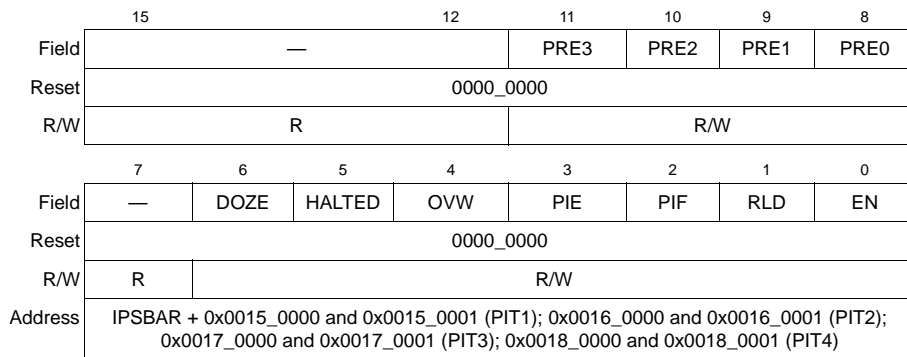 15 12 11 10 9 8
Field — PRE3 PRE2 PRE1 PRE0
Reset 0000_0000
R/W R R/W
7 6 5 4 3 2 1 0
Field — DOZE HALTED OVW PIE PIF RLD EN
Reset 0000_0000
R/W R R/W
Address IPSBAR + 0x0015_0000 and 0x0015_0001 (PIT1); 0x0016_0000 and 0x0016_0001 (PIT2);
0x0017_0000 and 0x0017_0001 (PIT3); 0x0018_0000 and 0x0018_0001 (PIT4)